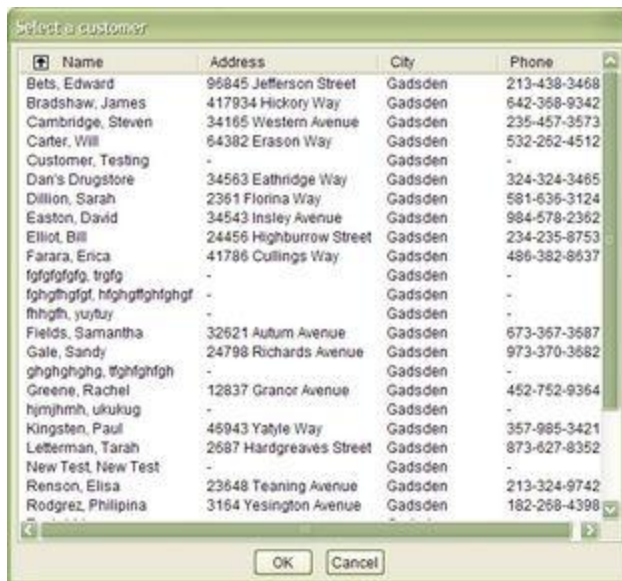 Select a customer
Name Address City Phone
Bets, Edward 96845 Jefferson Street Gadsden 213-438-3468
Bradshaw, James 417934 Hickory Way Gadsden 642-368-9342
Cambridge, Steven 34165 Western Avenue Gadsden 235-457-3573
Carter, Will 64382 Erason Way Gadsden 532-262-4512
Customer, Testing - Gadsden -
Dan's Drugstore 34563 Eathridge Way Gadsden 324-324-3465
Dillion, Sarah 2361 Florina Way Gadsden 581-636-3124
Easton, David 34543 Insley Avenue Gadsden 984-578-2362
Elliot, Bill 24456 Highburrow Street Gadsden 234-235-8753
Farara, Erica 41786 Cullings Way Gadsden 486-382-8637
fgfgfgfgfg, trgfg - Gadsden -
fghgfhgfgf, hfghgffghfghgf - Gadsden -
fhhgfh, yuytuy - Gadsden -
Fields, Samantha 32621 Autum Avenue Gadsden 673-367-3687
Gale, Sandy 24798 Richards Avenue Gadsden 973-370-3682
ghghghghg, tfghfghfgh - Gadsden -
Greene, Rachel 12837 Granor Avenue Gadsden 452-752-9364
hjmjhmh, ukukug - Gadsden -
Kingsten, Paul 46943 Yatyle Way Gadsden 357-985-3421
Letterman, Tarah 2687 Hardgreaves Street Gadsden 873-627-8352
New Test, New Test - Gadsden -
Renson, Elisa 23648 Teaning Avenue Gadsden 213-324-9742
Rodgrez, Philipina 3164 Yesington Avenue Gadsden 182-268-4398
OK Cancel